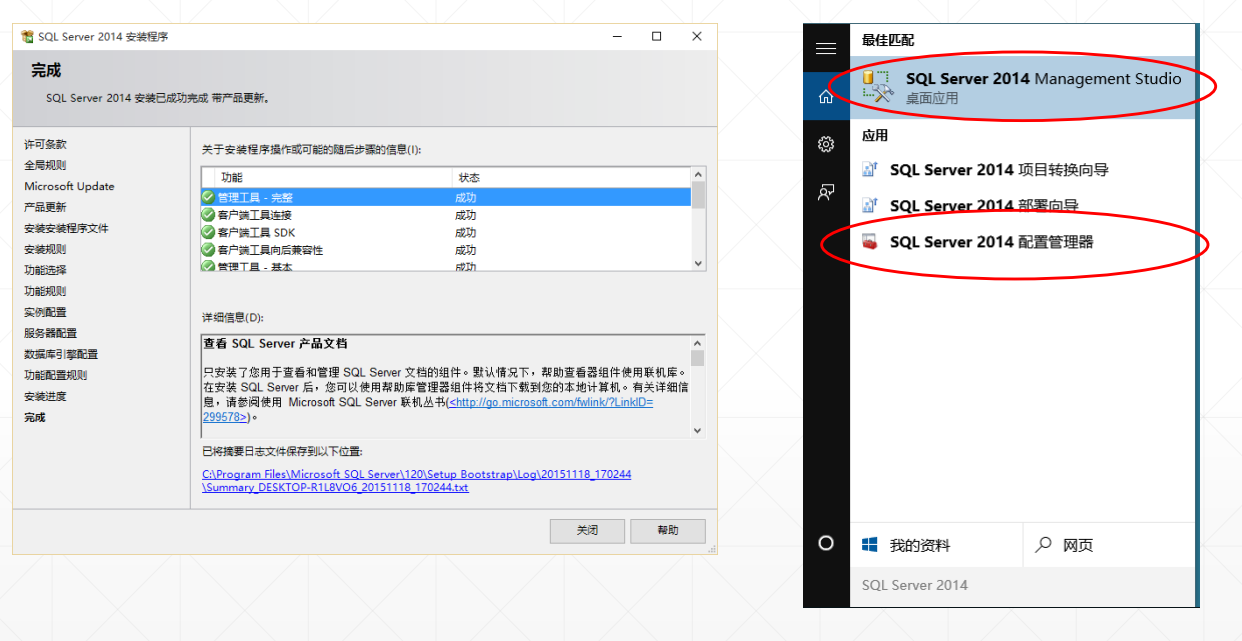 SQL Server 2014 安装程序
完成
SQL Server 2014 安装已成功完成 带产品更新。
许可条款
全局规则
Microsoft Update
产品更新
安装安装程序文件
安装规则
功能选择
功能规则
实例配置
服务器配置
数据库引擎配置
功能配置规则
安装进度
完成
关于安装程序操作或可能的随后步骤的信息(I):
功能 状态
管理工具 - 完整 成功
客户端工具连接 成功
客户端工具 SDK 成功
客户端工具向后兼容性 成功
管理工具 - 基本 成功
详细信息(D):
查看 SQL Server 产品文档
只安装了您用于查看和管理 SQL Server 文档的组件。默认情况下，帮助查看器组件使用联机库。
在安装 SQL Server 后，您可以使用帮助库管理器组件将文档下载到您的本地计算机。有关详细信
息，请参阅使用 Microsoft SQL Server 联机丛书(<http://go.microsoft.com/fwlink/?LinkID=
299578>)。
已将摘要日志文件保存到以下位置:
C:\Program Files\Microsoft SQL Server\120\Setup Bootstrap\Log\20151118_170244
\Summary_DESKTOP-R1L8VO6_20151118_170244.txt
关闭
帮助
最佳匹配
SQL Server 2014 Management Studio
桌面应用
应用
SQL Server 2014 项目转换向导
SQL Server 2014 部署向导
SQL Server 2014 配置管理器
我的资料
网页
SQL Server 2014